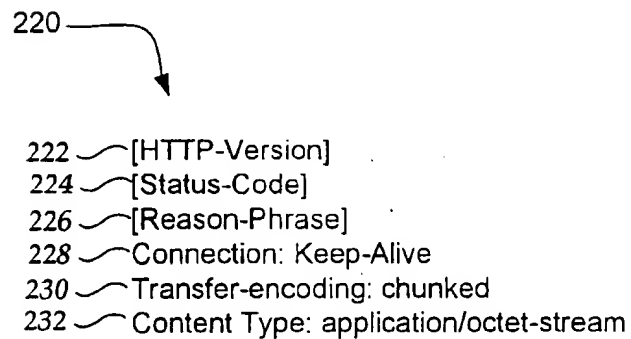 220
222 [HTTP-Version]
224 [Status-Code]
226 [Reason-Phrase]
228 Connection: Keep-Alive
230 Transfer-encoding: chunked
232 Content Type: application/octet-stream